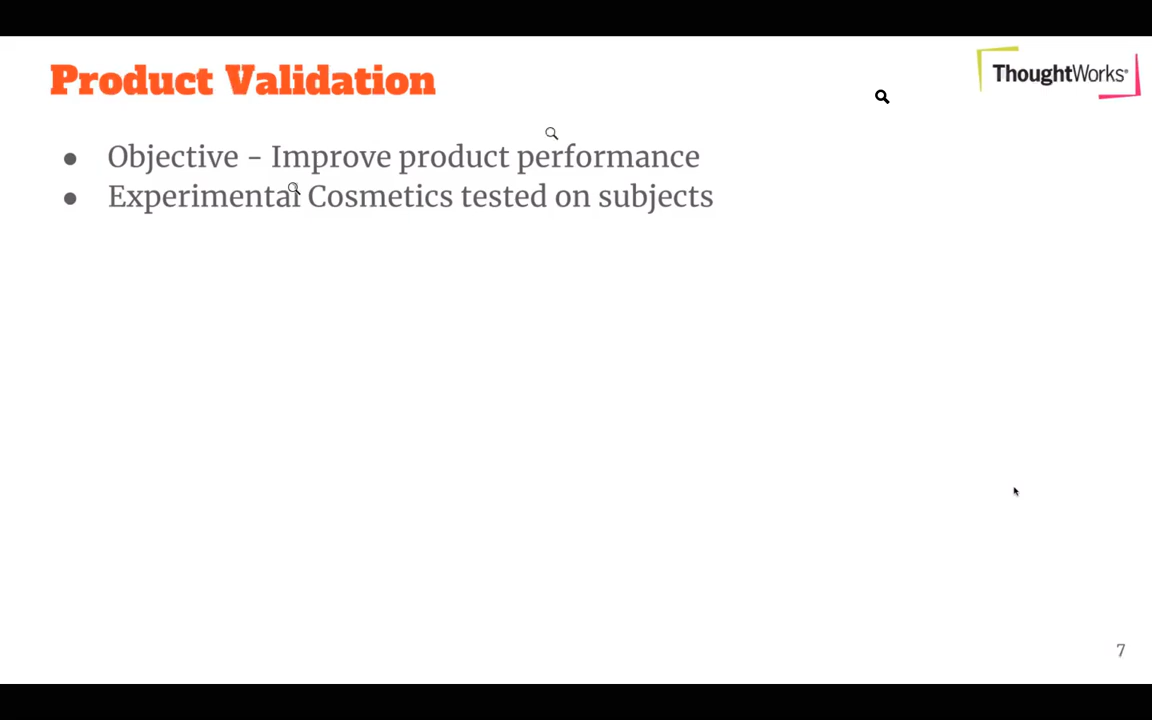 Product Validation
ThoughtWorks®
● Objective - Improve product performance
● Experimental Cosmetics tested on subjects
7